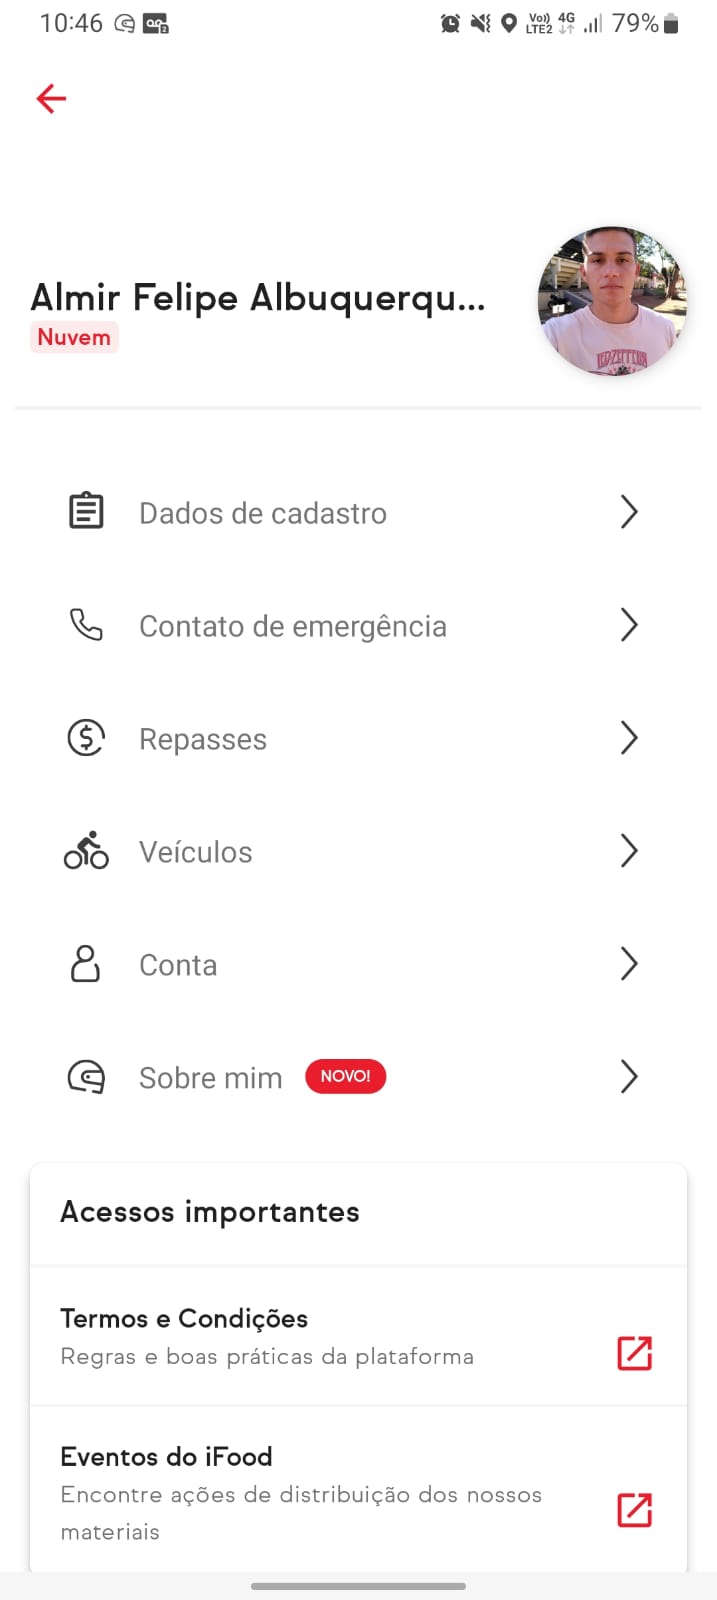 10:46
Vo)) 4G
LTE2
79%
Almir Felipe Albuquerqu...
Nuvem
LED ZEPPELIN
Dados de cadastro
Contato de emergência
Repasses
Veículos
Conta
Sobre mim NOVO!
Acessos importantes
Termos e Condições
Regras e boas práticas da plataforma
Eventos do iFood
Encontre ações de distribuição dos nossos
materiais